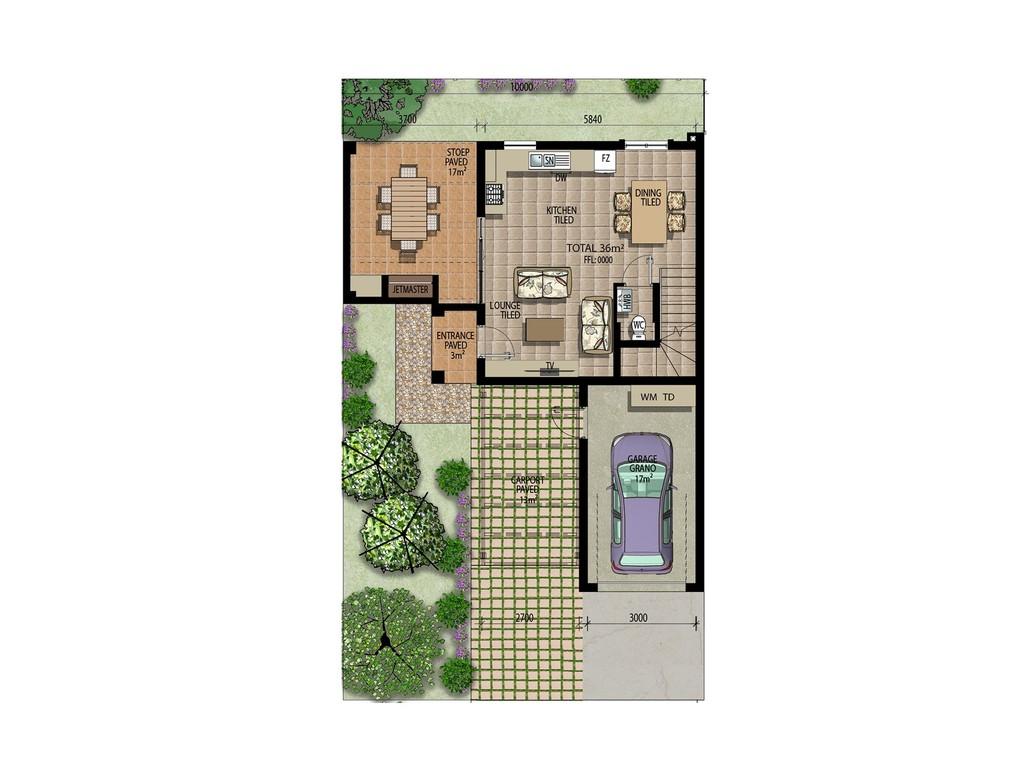 10000
3700
5840
STOEP
PAVED
17m²
SN
FZ
DW
KITCHEN
TILED
DINING
TILED
TOTAL 36m²
FFL: 0000
JETMASTER
HWB
LOUNGE
TILED
WC
ENTRANCE
PAVED
3m²
TV
WM TD
GARAGE
GRANO
17m²
CARPORT
PAVED
13m²
2700
3000